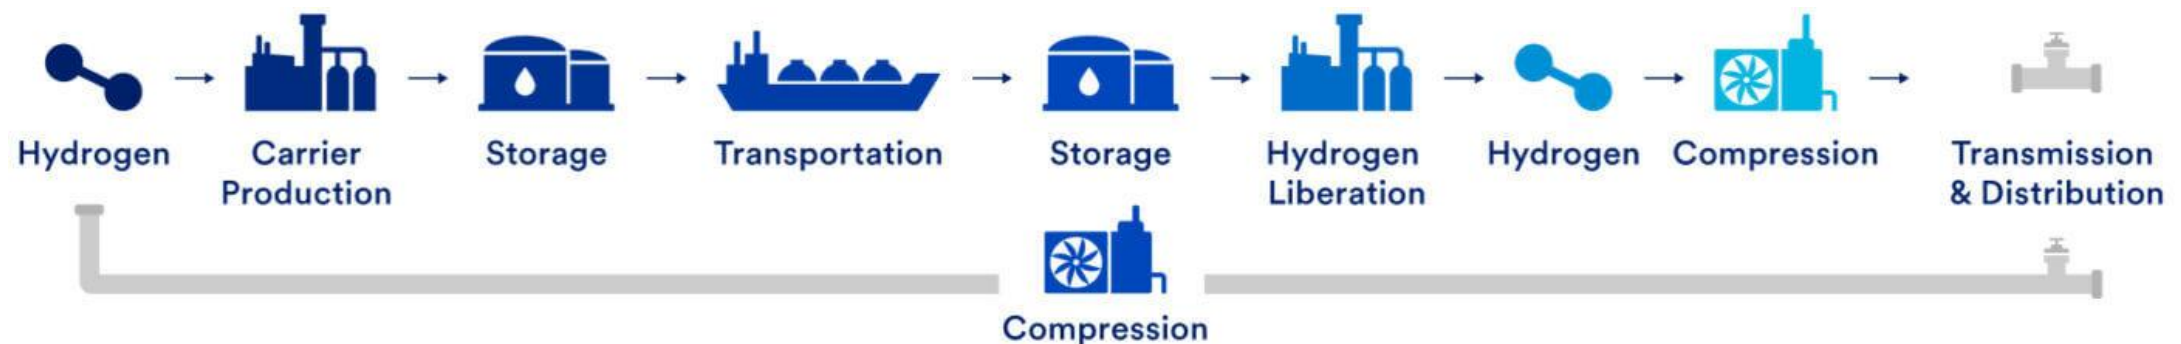 Hydrogen
Carrier
Production
Storage
Transportation
Storage
Hydrogen
Liberation
Hydrogen
Compression
Transmission
& Distribution
Compression